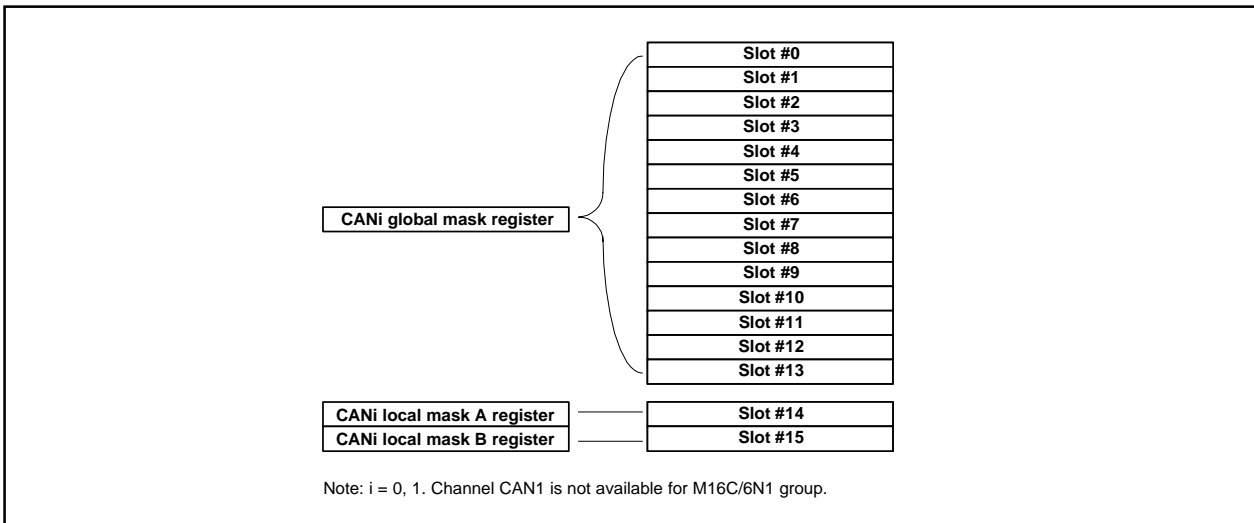 Slot #0
Slot #1
Slot #2
Slot #3
Slot #4
Slot #5
Slot #6
CANi global mask register
Slot #7
Slot #8
Slot #9
Slot #10
Slot #11
Slot #12
Slot #13
CANi local mask A register
Slot #14
CANi local mask B register
Slot #15
Note: i = 0, 1. Channel CAN1 is not available for M16C/6N1 group.